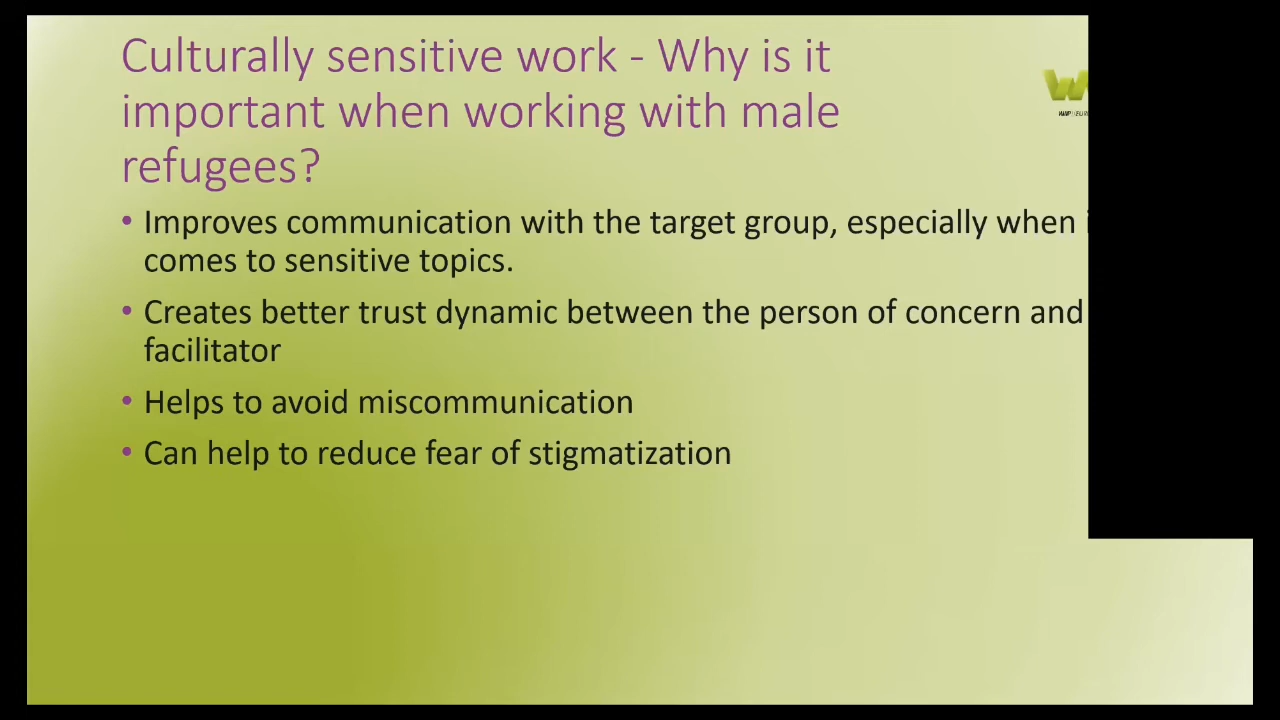 Culturally sensitive work - Why is it
important when working with male
refugees?
• Improves communication with the target group, especially when
comes to sensitive topics.
• Creates better trust dynamic between the person of concern and
facilitator
• Helps to avoid miscommunication
• Can help to reduce fear of stigmatization